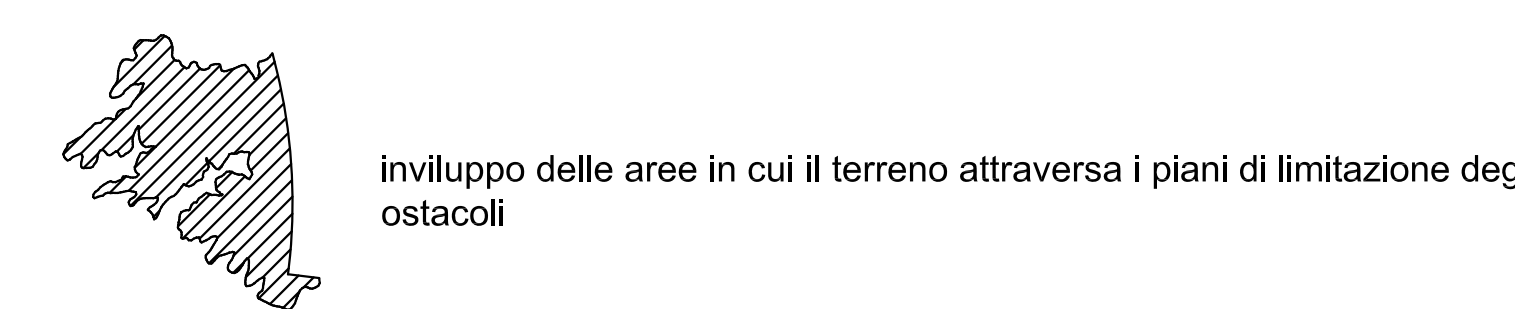 inviluppo delle aree in cui il terreno attraversa i piani di limitazione deg
ostacoli